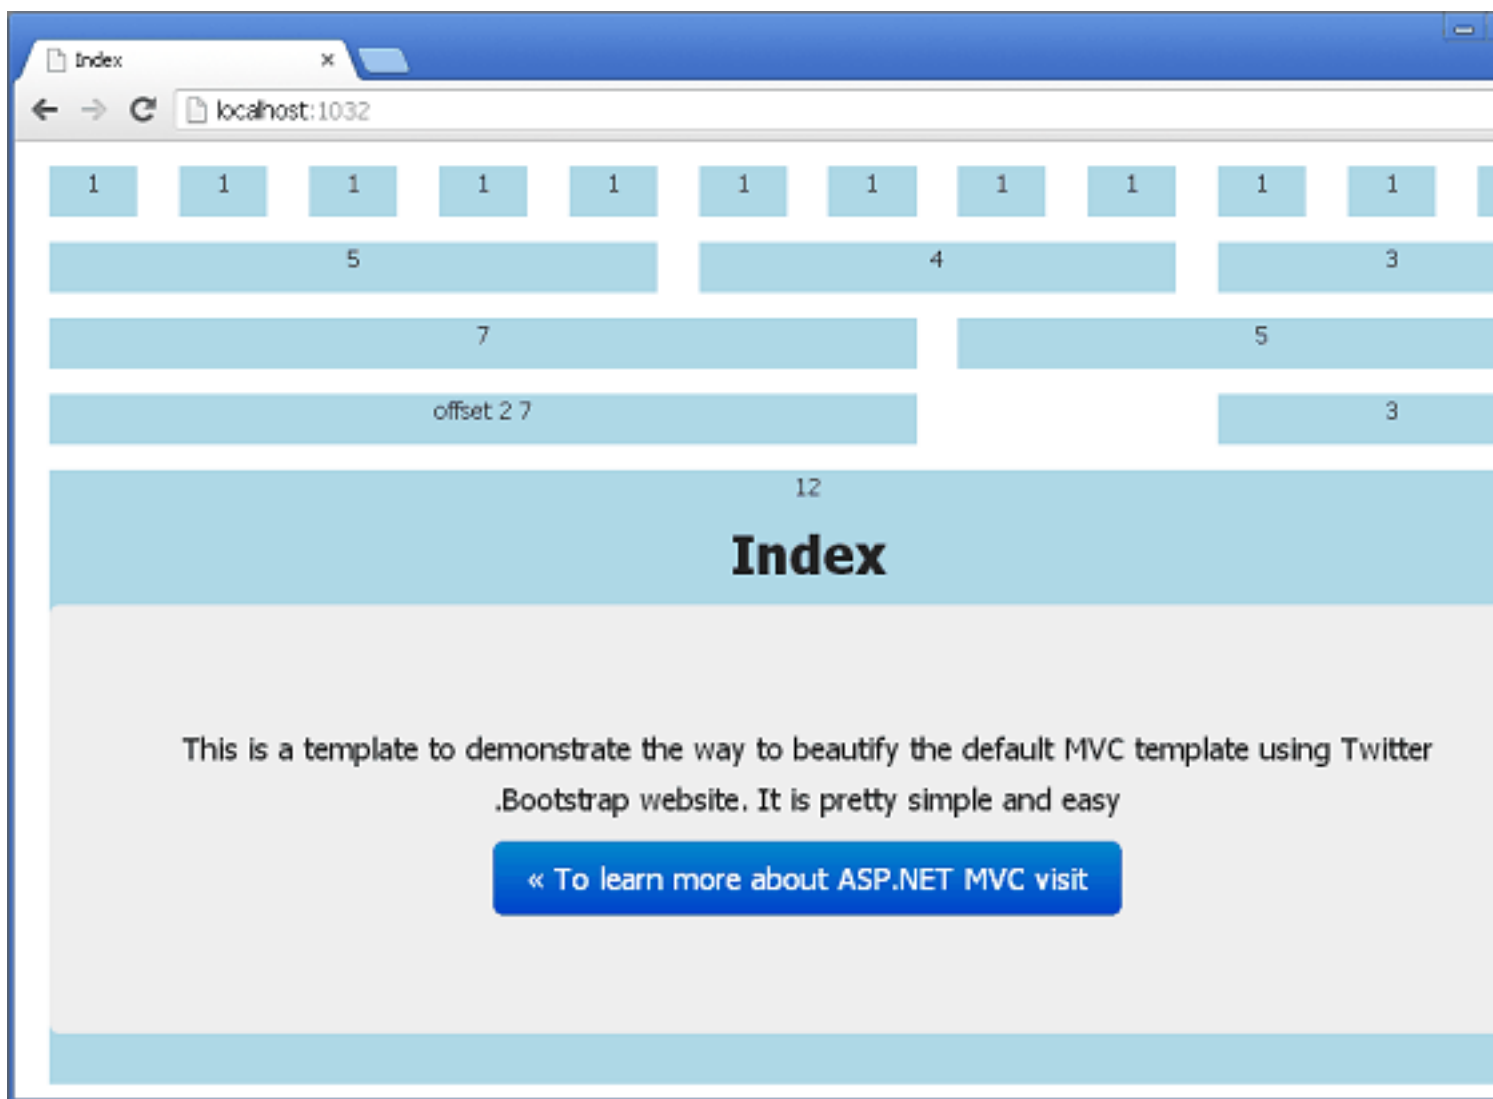 Index
localhost:1032
1 1 1 1 1 1 1 1 1 1 1
5 4 3
7 5
offset 2 7 3
12
Index
This is a template to demonstrate the way to beautify the default MVC template using Twitter
.Bootstrap website. It is pretty simple and easy
« To learn more about ASP.NET MVC visit